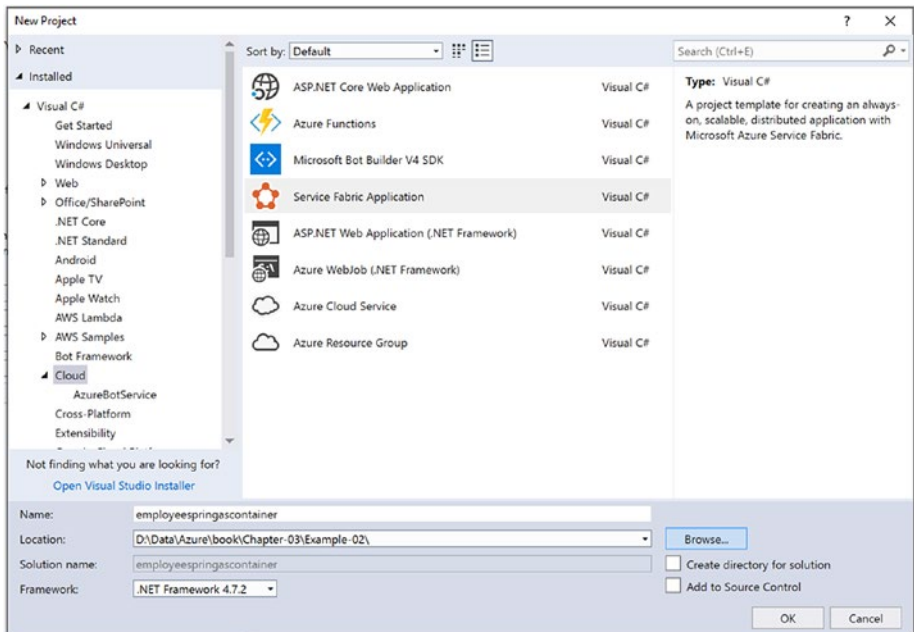 New Project
? ×
Recent
Installed
Visual C#
Get Started
Windows Universal
Windows Desktop
Web
Office/SharePoint
.NET Core
.NET Standard
Android
Apple TV
Apple Watch
AWS Lambda
AWS Samples
Bot Framework
Cloud
AzureBotService
Cross-Platform
Extensibility
Not finding what you are looking for?
Open Visual Studio Installer
Sort by: Default
ASP.NET Core Web Application Visual C#
Azure Functions Visual C#
Microsoft Bot Builder V4 SDK Visual C#
Service Fabric Application Visual C#
ASP.NET Web Application (.NET Framework) Visual C#
Azure WebJob (.NET Framework) Visual C#
Azure Cloud Service Visual C#
Azure Resource Group Visual C#
Search (Ctrl+E)
Type: Visual C#
A project template for creating an always-
on, scalable, distributed application with
Microsoft Azure Service Fabric.
Name: employeespringascontainer
Location: D:\Data\Azure\book\Chapter-03\Example-02\
Browse...
Solution name: employeespringascontainer
Create directory for solution
Framework: .NET Framework 4.7.2
Add to Source Control
OK Cancel